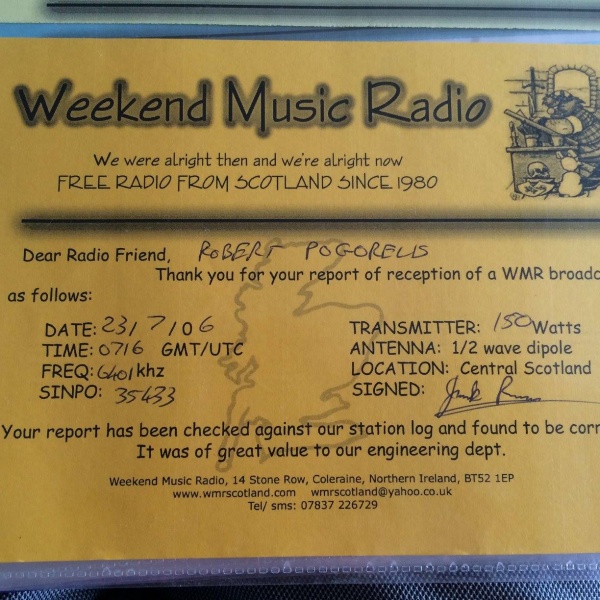 Weekend Music Radio
We were alright then and we're alright now
FREE RADIO FROM SCOTLAND SINCE 1980
Dear Radio Friend, ROBERT POGORELIS
Thank you for your report of reception of a WMR broadc
as follows:
DATE: 23/7/06
TIME: 0716 GMT/UTC
FREQ: 6401 khz
SINPO: 35433
TRANSMITTER: 150 Watts
ANTENNA: 1/2 wave dipole
LOCATION: Central Scotland
SIGNED:
Your report has been checked against our station log and found to be corr
It was of great value to our engineering dept.
Weekend Music Radio, 14 Stone Row, Coleraine, Northern Ireland, BT52 1EP
www.wmrscotland.com wmrscotland@yahoo.co.uk
Tel/ sms: 07837 226729